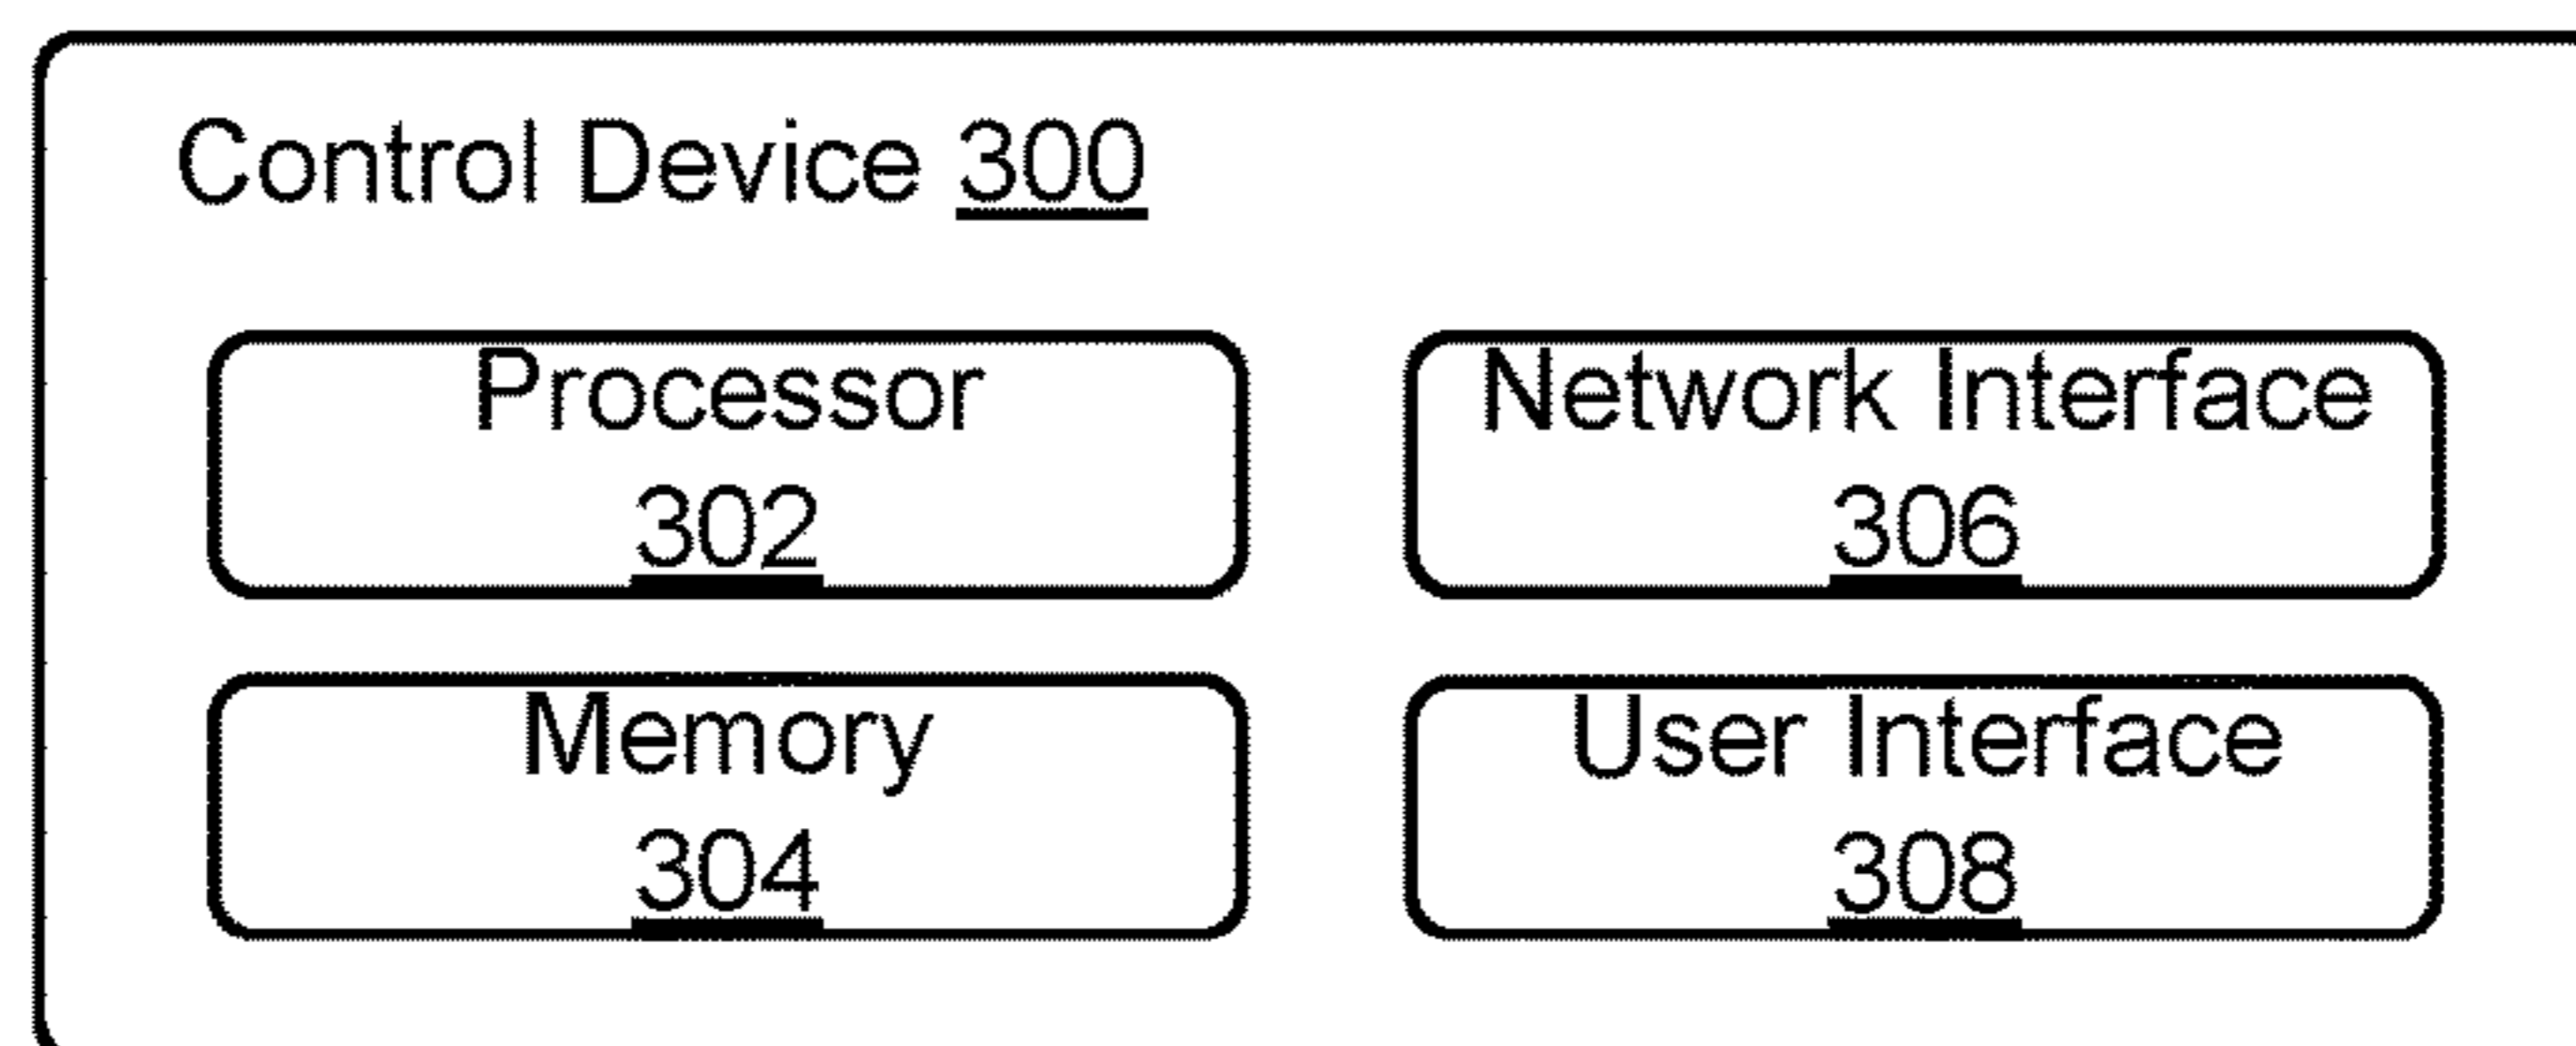 Control Device 300
Processor
302
Network Interface
306
Memory
304
User Interface
308